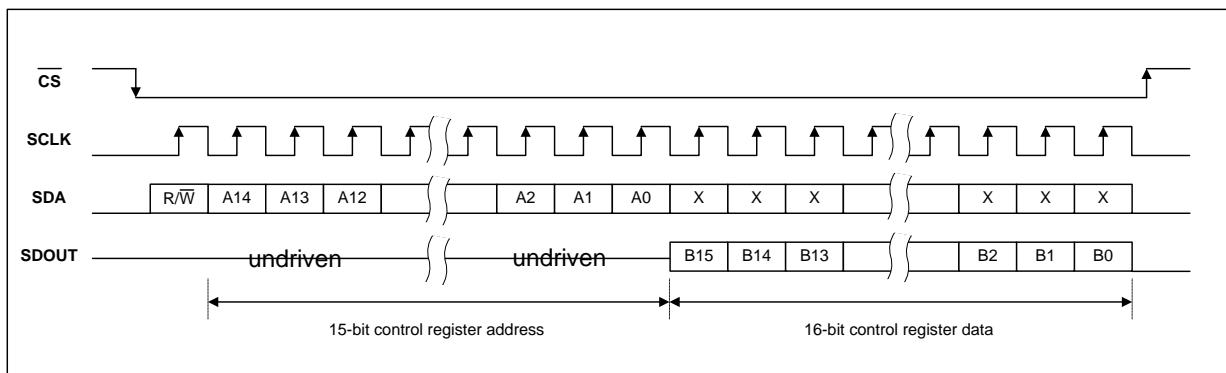 CS
SCLK
SDA R/W A14 A13 A12 A2 A1 A0 X X X X X X
SDOUT undriven undriven B15 B14 B13 B2 B1 B0
15-bit control register address 16-bit control register data